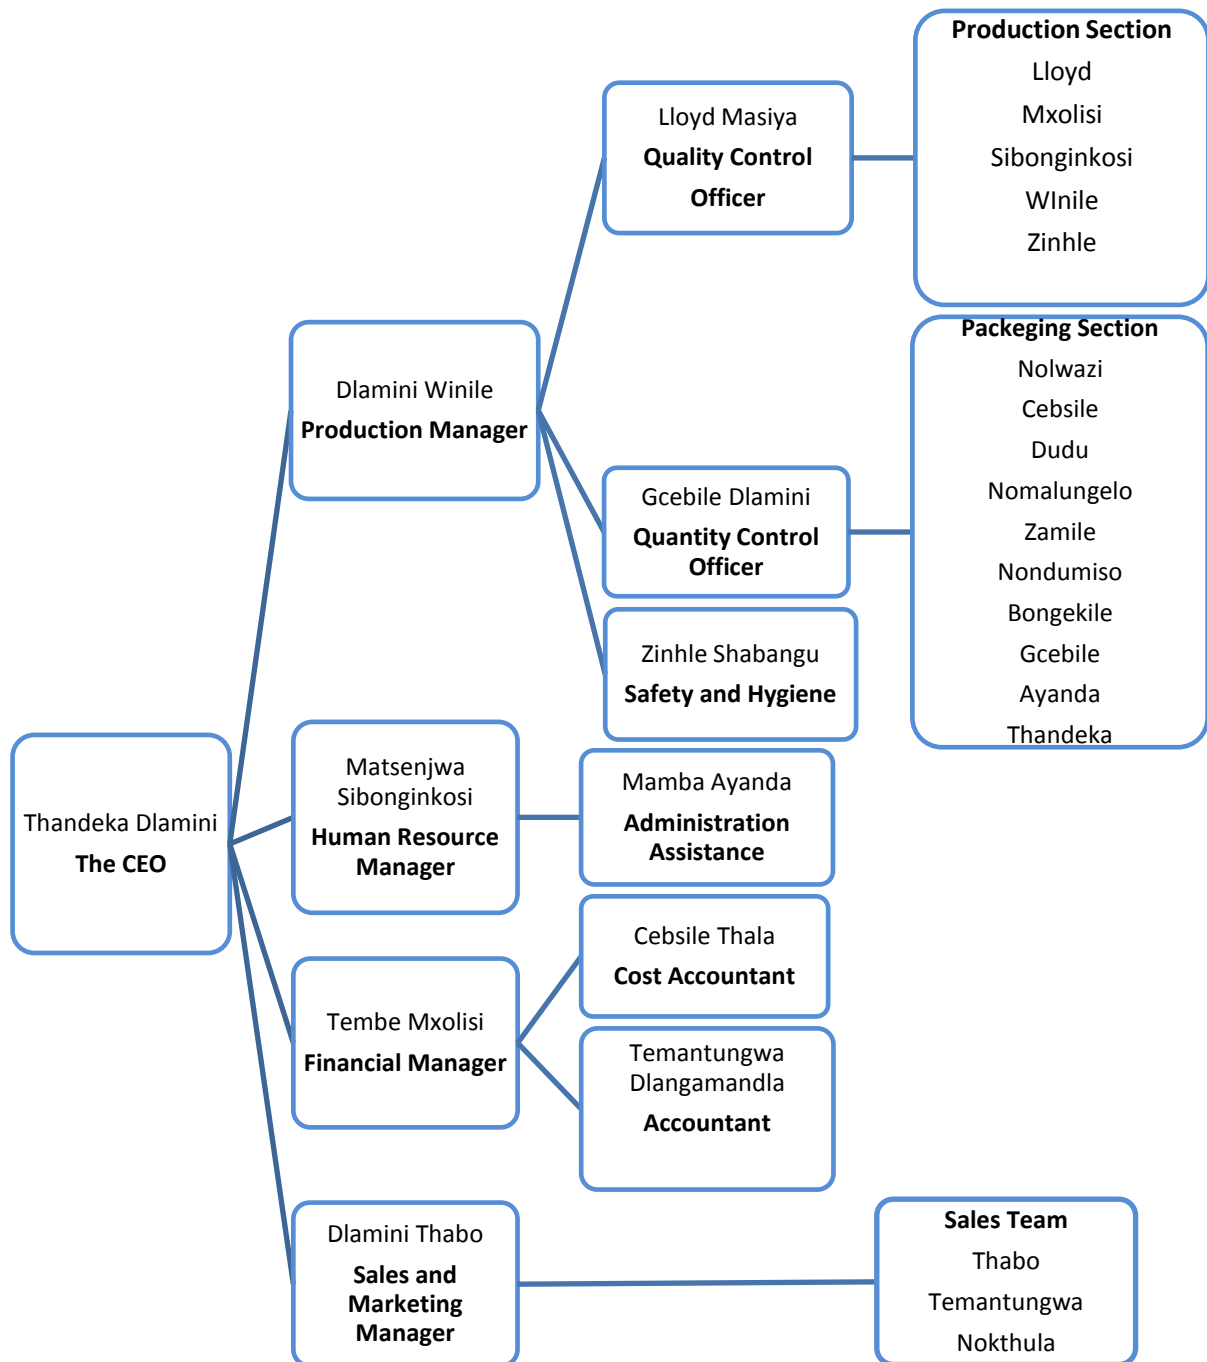 Thandeka Dlamini
The CEO
Dlamini Winile
Production Manager
Lloyd Masiya
Quality Control
Officer
Production Section
Lloyd
Mxolisi
Sibonginkosi
WInile
Zinhle
Gcebile Dlamini
Quantity Control
Officer
Packeging Section
Nolwazi
Cebsile
Dudu
Nomalungelo
Zamile
Nondumiso
Bongekile
Gcebile
Ayanda
Thandeka
Zinhle Shabangu
Safety and Hygiene
Matsenjwa
Sibonginkosi
Human Resource
Manager
Mamba Ayanda
Administration
Assistance
Tembe Mxolisi
Financial Manager
Cebsile Thala
Cost Accountant
Temantungwa
Dlangamandla
Accountant
Dlamini Thabo
Sales and
Marketing
Manager
Sales Team
Thabo
Temantungwa
Nokthula